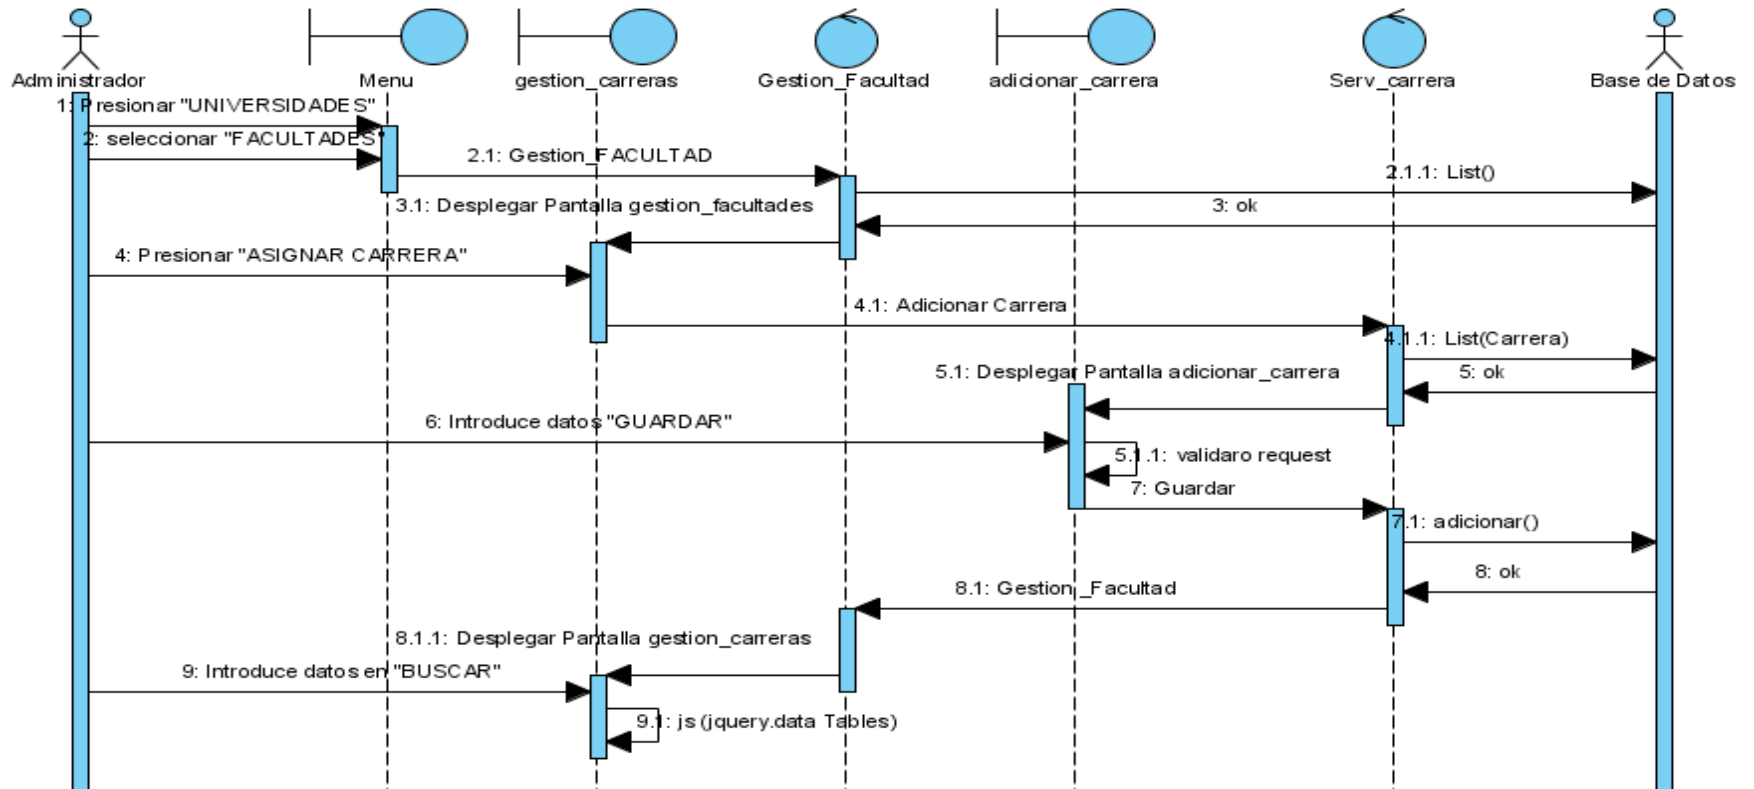 Administrador
Menu
gestion_carreras
Gestion_Facultad
adicionar_carrera
Serv_carrera
Base de Datos
1: Presionar "UNIVERSIDADES"
2: seleccionar "FACULTADES"
2.1: Gestion_FACULTAD
2.1.1: List()
3.1: Desplegar Pantalla gestion_facultades
3: ok
4: Presionar "ASIGNAR CARRERA"
4.1: Adicionar Carrera
4.1.1: List(Carrera)
5.1: Desplegar Pantalla adicionar_carrera
5: ok
6: Introduce datos "GUARDAR"
5.1.1: validaro request
7: Guardar
7.1: adicionar()
8: ok
8.1: Gestion_Facultad
8.1.1: Desplegar Pantalla gestion_carreras
9: Introduce datos en "BUSCAR"
9.1: js (jquery.data Tables)